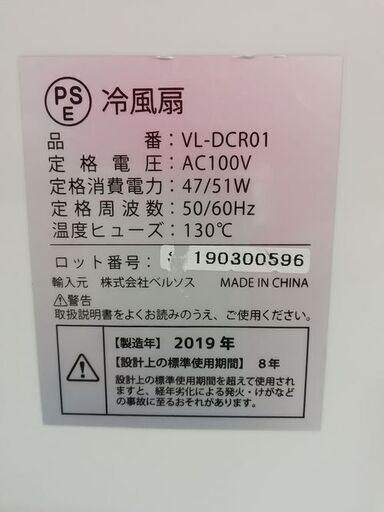 PS
E
冷風扇
品番：VL-DCR01
定格電圧：AC100V
定格消費電力：47/51W
定格周波数：50/60Hz
温度ヒューズ：130℃
ロット番号：S 190300596
輸入元 株式会社ベルソス MADE IN CHINA
⚠警告
取扱説明書をよくお読みのうえ、ご使用ください。
【製造年】2019 年
【設計上の標準使用期間】 8年
設計上の標準使用期間を超えて使用され
ますと、経年劣化による発火・けがなど
の事故に至るおそれがあります。